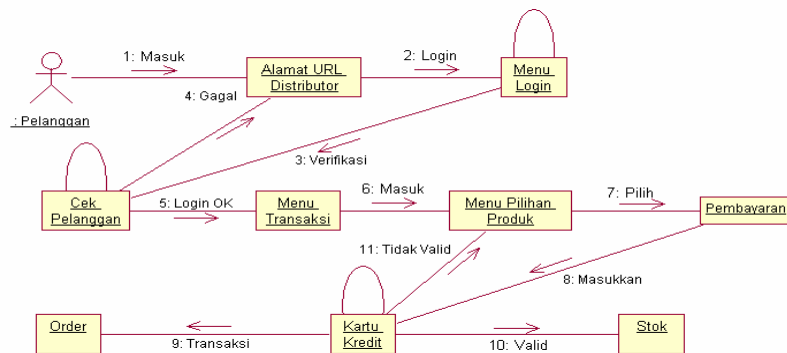 1: Masuk
2: Login
Alamat URL
Distributor
Menu
Login
4: Gagal
: Pelanggan
3: Verifikasi
Cek
Pelanggan
5: Login OK
Menu
Transaksi
6: Masuk
Menu Pilihan
Produk
7: Pilih
Pembayaran
11: Tidak Valid
8: Masukkan
Order
9: Transaksi
Kartu
Kredit
10: Valid
Stok